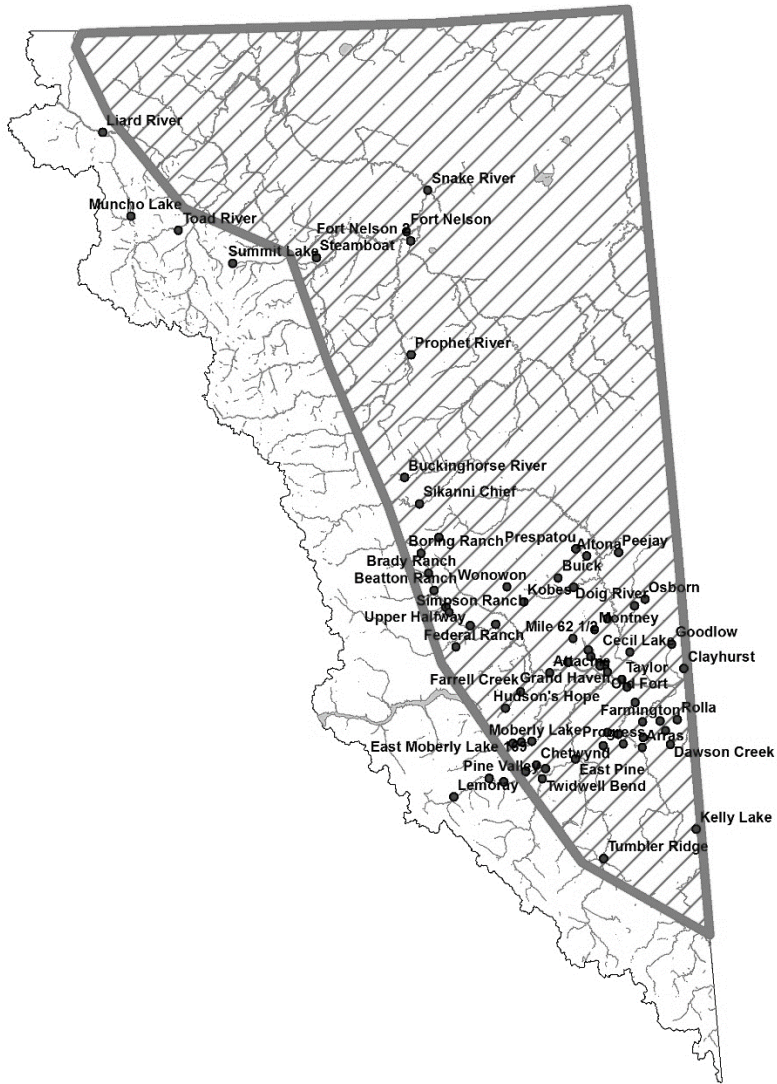 Liard River
Snake River
Muncho Lake
Toad River
Fort Nelson 2
Fort Nelson
Summit Lake
Steamboat
Prophet River
Buckinghorse River
Sikanni Chief
Boring Ranch
Prespatou
Altona
Peejay
Brady Ranch
Buick
Beatton Ranch
Wonowon
Kobes
Doig River
Osborn
Simpson Ranch
Upper Halfway
Mile 62 1/2
Montney
Federal Ranch
Cecil Lake
Goodlow
Attachie
Taylor
Clayhurst
Farrell Creek
Grand Haven
Old Fort
Hudson's Hope
Farmington
Rolla
Moberly Lake
Progress
Arras
East Moberly Lake 169
Chetwynd
Dawson Creek
Pine Valley
East Pine
Lemoray
Twidwell Bend
Kelly Lake
Tumbler Ridge